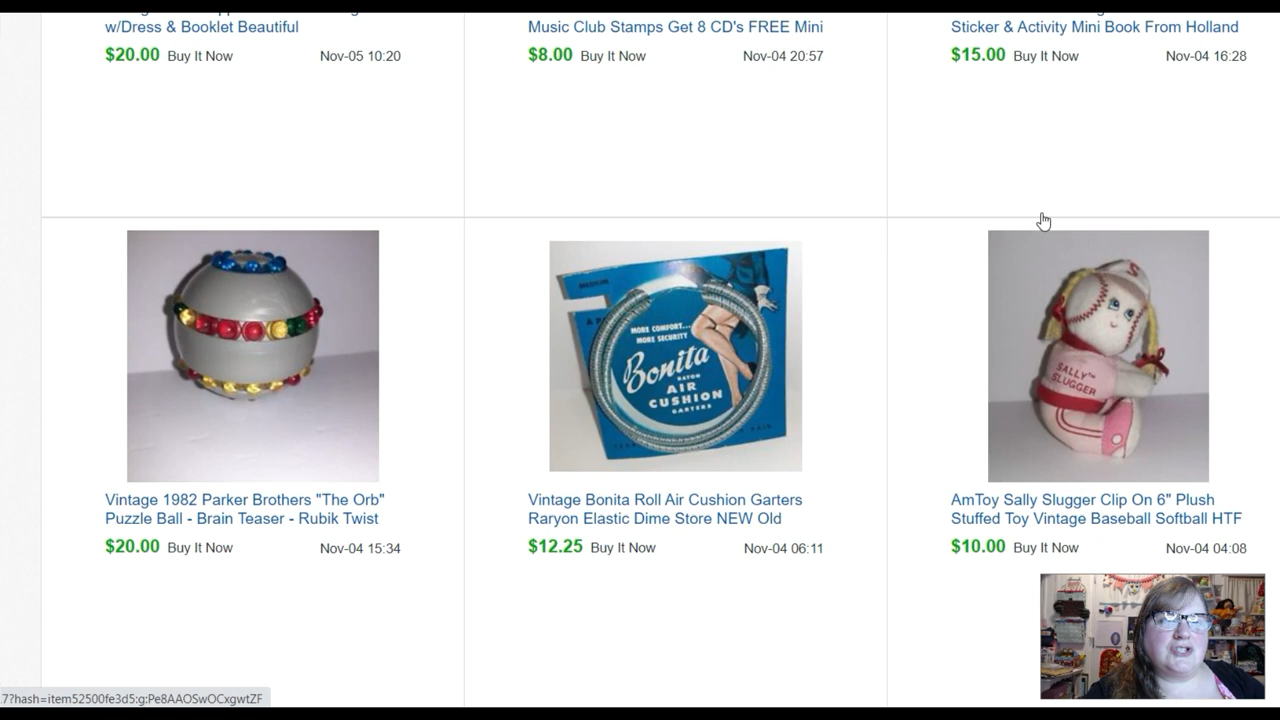 w/Dress & Booklet Beautiful
$20.00 Buy It Now Nov-05 10:20
Music Club Stamps Get 8 CD's FREE Mini
$8.00 Buy It Now Nov-04 20:57
Sticker & Activity Mini Book From Holland
$15.00 Buy It Now Nov-04 16:28
MORE COMFORT...
MORE SECURITY
Bonita
RAYON
AIR
CUSHION
GARTERS
S
SALLY™
SLUGGER
Vintage 1982 Parker Brothers "The Orb"
Puzzle Ball - Brain Teaser - Rubik Twist
$20.00 Buy It Now Nov-04 15:34
Vintage Bonita Roll Air Cushion Garters
Raryon Elastic Dime Store NEW Old
$12.25 Buy It Now Nov-04 06:11
AmToy Sally Slugger Clip On 6" Plush
Stuffed Toy Vintage Baseball Softball HTF
$10.00 Buy It Now Nov-04 04:08
.7?hash=item52500fe3d5:g:Pe8AAOSwOCxgwtZF